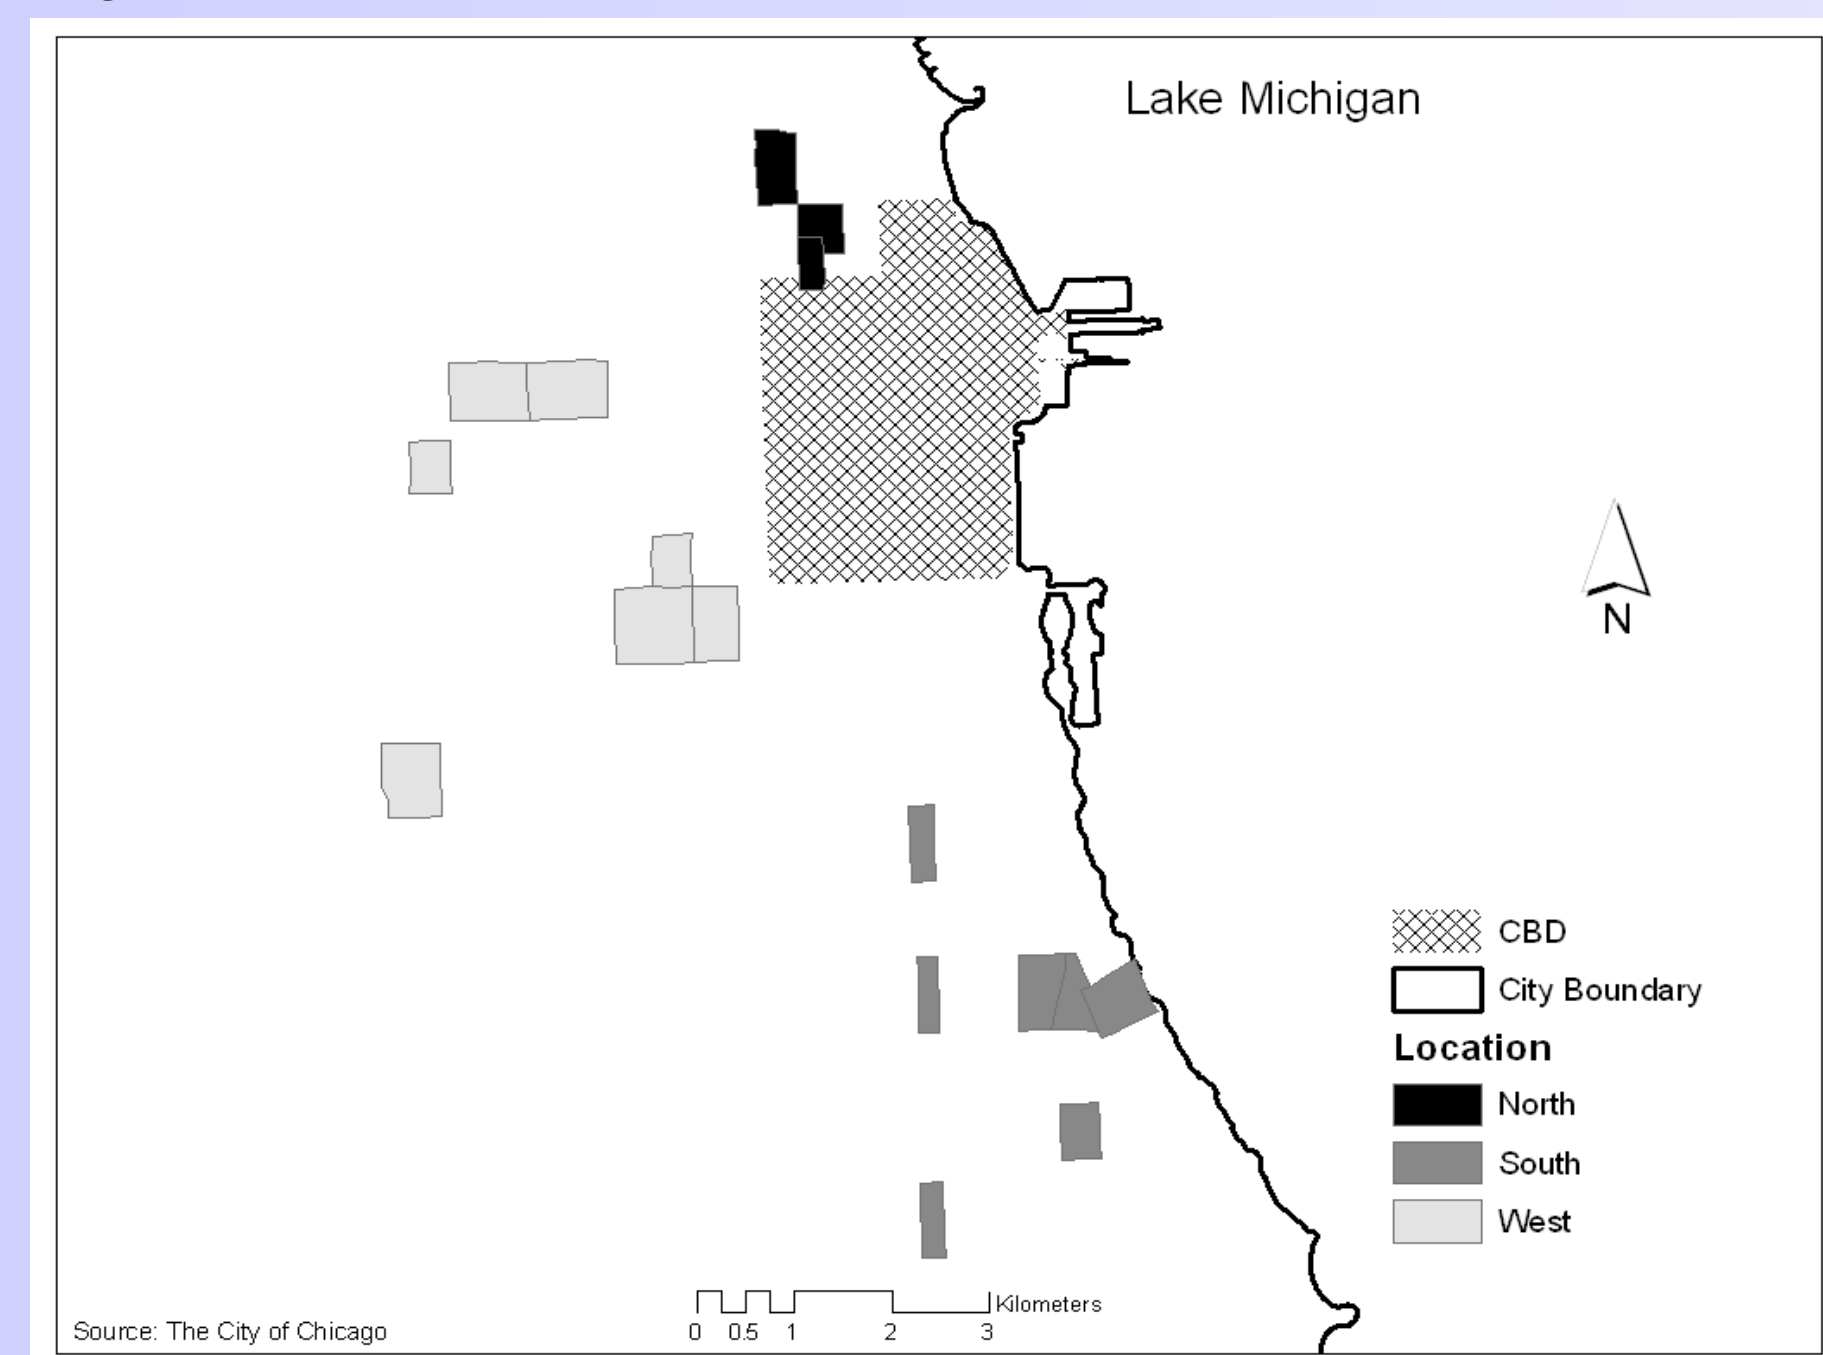 Lake Michigan
N
CBD
City Boundary
Location
North
South
West
Kilometers
0 0.5 1 2 3
Source: The City of Chicago